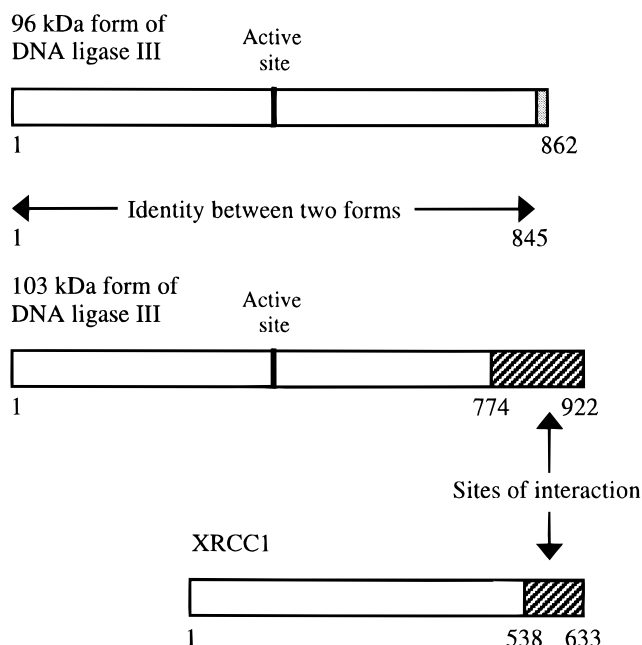 96 kDa form of
DNA ligase III
Active
site
1
862
Identity between two forms
1
845
103 kDa form of
DNA ligase III
Active
site
1
774
922
Sites of interaction
XRCC1
1
538
633